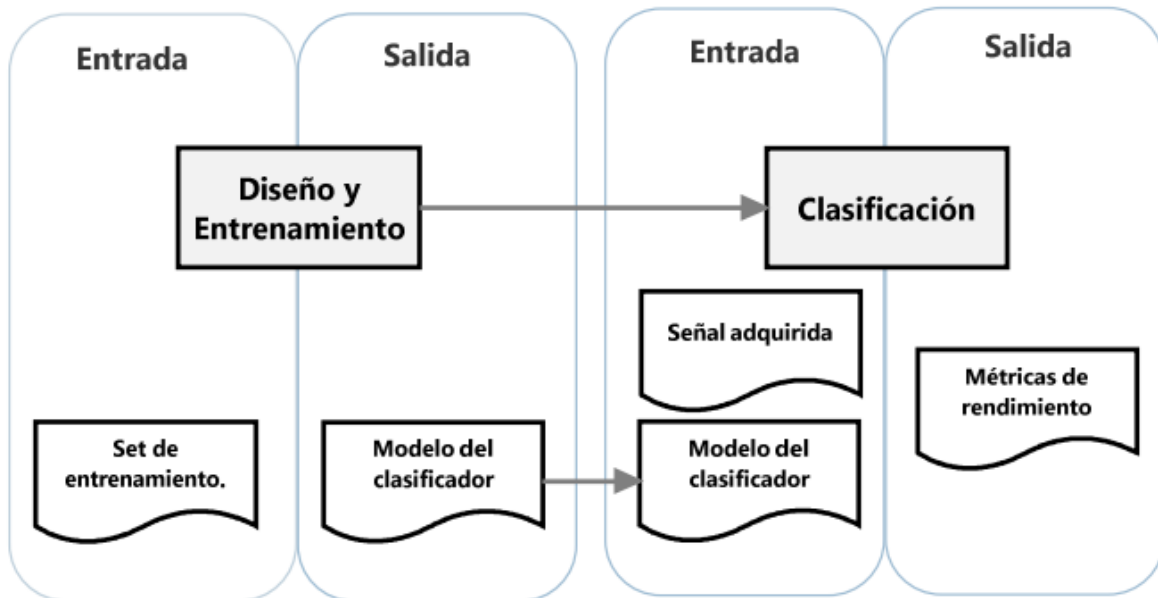 Entrada
Salida
Entrada
Salida
Diseño y
Entrenamiento
Clasificación
Señal adquirida
Métricas de
rendimiento
Set de
entrenamiento.
Modelo del
clasificador
Modelo del
clasificador